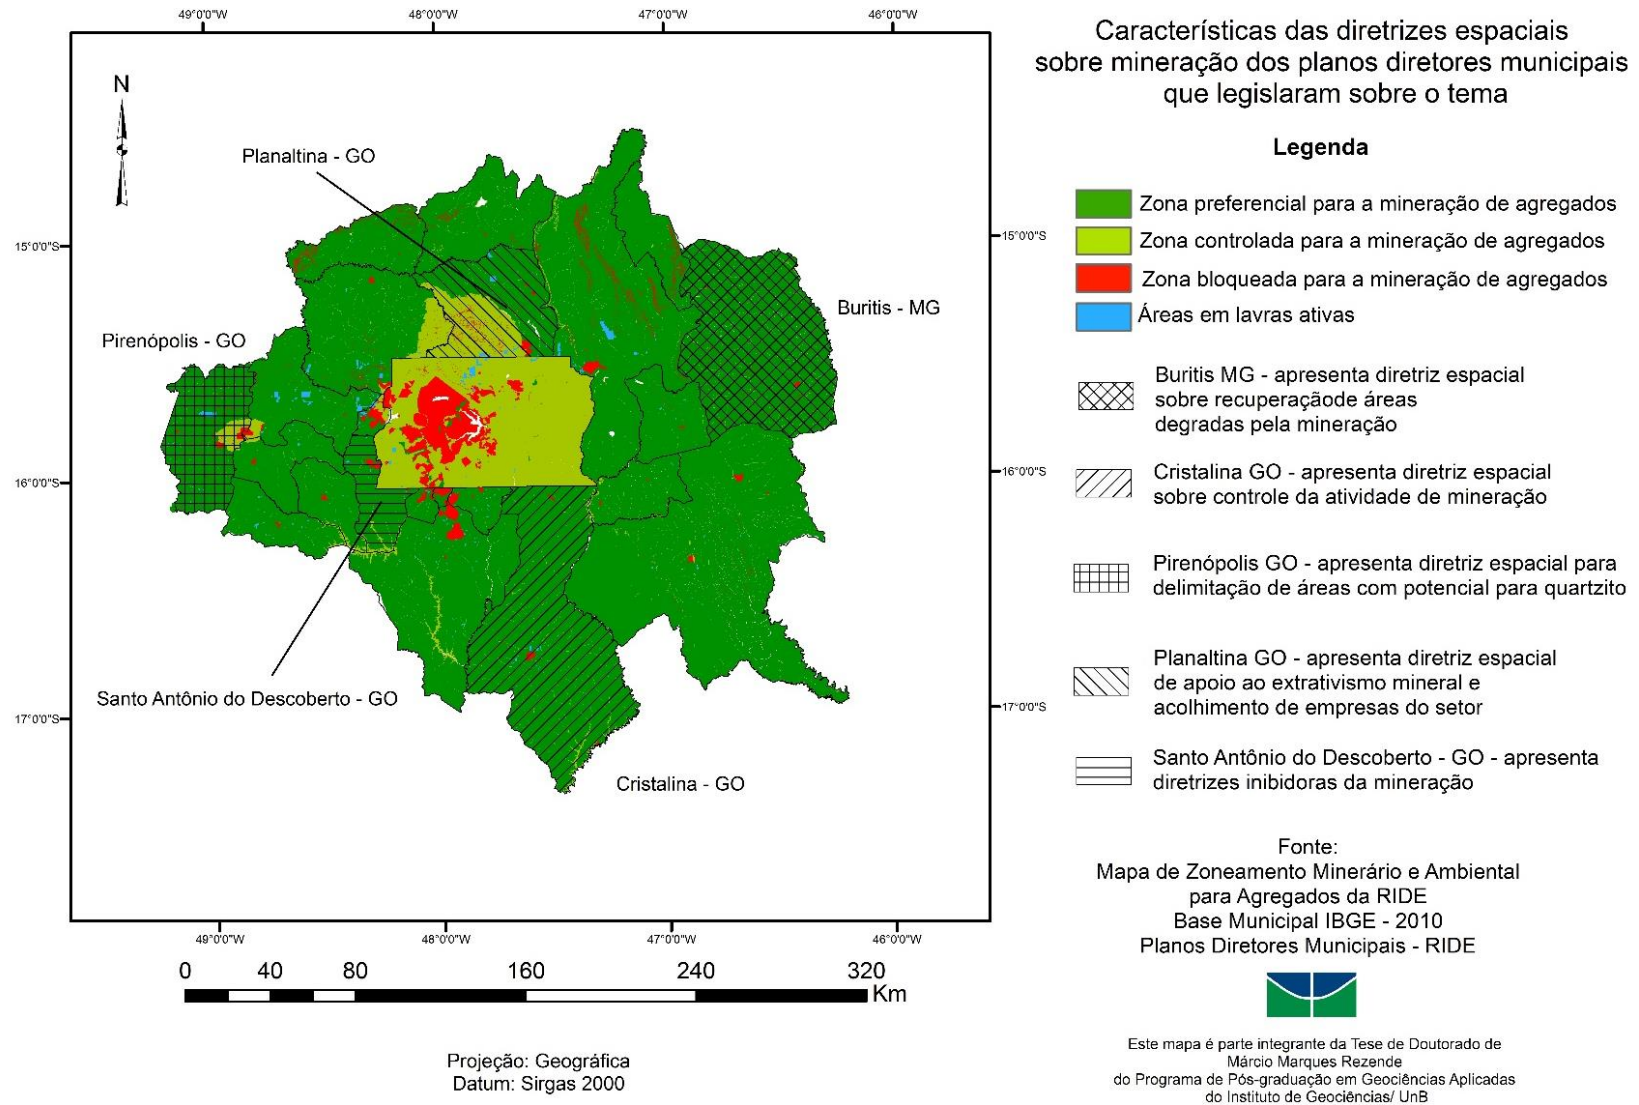 49°0'0"W
48°0'0"W
47°0'0"W
46°0'0"W
N
Planaltina - GO
15°0'0"S
15°0'0"S
Buritis - MG
Pirenópolis - GO
16°0'0"S
16°0'0"S
Santo Antônio do Descoberto - GO
17°0'0"S
17°0'0"S
Cristalina - GO
49°0'0"W
48°0'0"W
47°0'0"W
46°0'0"W
0 40 80 160 240 320
Km
Projeção: Geográfica
Datum: Sirgas 2000
Características das diretrizes espaciais
sobre mineração dos planos diretores municipais
que legislaram sobre o tema
Legenda
Zona preferencial para a mineração de agregados
Zona controlada para a mineração de agregados
Zona bloqueada para a mineração de agregados
Áreas em lavras ativas
Buritis MG - apresenta diretriz espacial
sobre recuperaçãode áreas
degradas pela mineração
Cristalina GO - apresenta diretriz espacial
sobre controle da atividade de mineração
Pirenópolis GO - apresenta diretriz espacial para
delimitação de áreas com potencial para quartzito
Planaltina GO - apresenta diretriz espacial
de apoio ao extrativismo mineral e
acolhimento de empresas do setor
Santo Antônio do Descoberto - GO - apresenta
diretrizes inibidoras da mineração
Fonte:
Mapa de Zoneamento Minerário e Ambiental
para Agregados da RIDE
Base Municipal IBGE - 2010
Planos Diretores Municipais - RIDE
Este mapa é parte integrante da Tese de Doutorado de
Márcio Marques Rezende
do Programa de Pós-graduação em Geociências Aplicadas
do Instituto de Geociências/ UnB